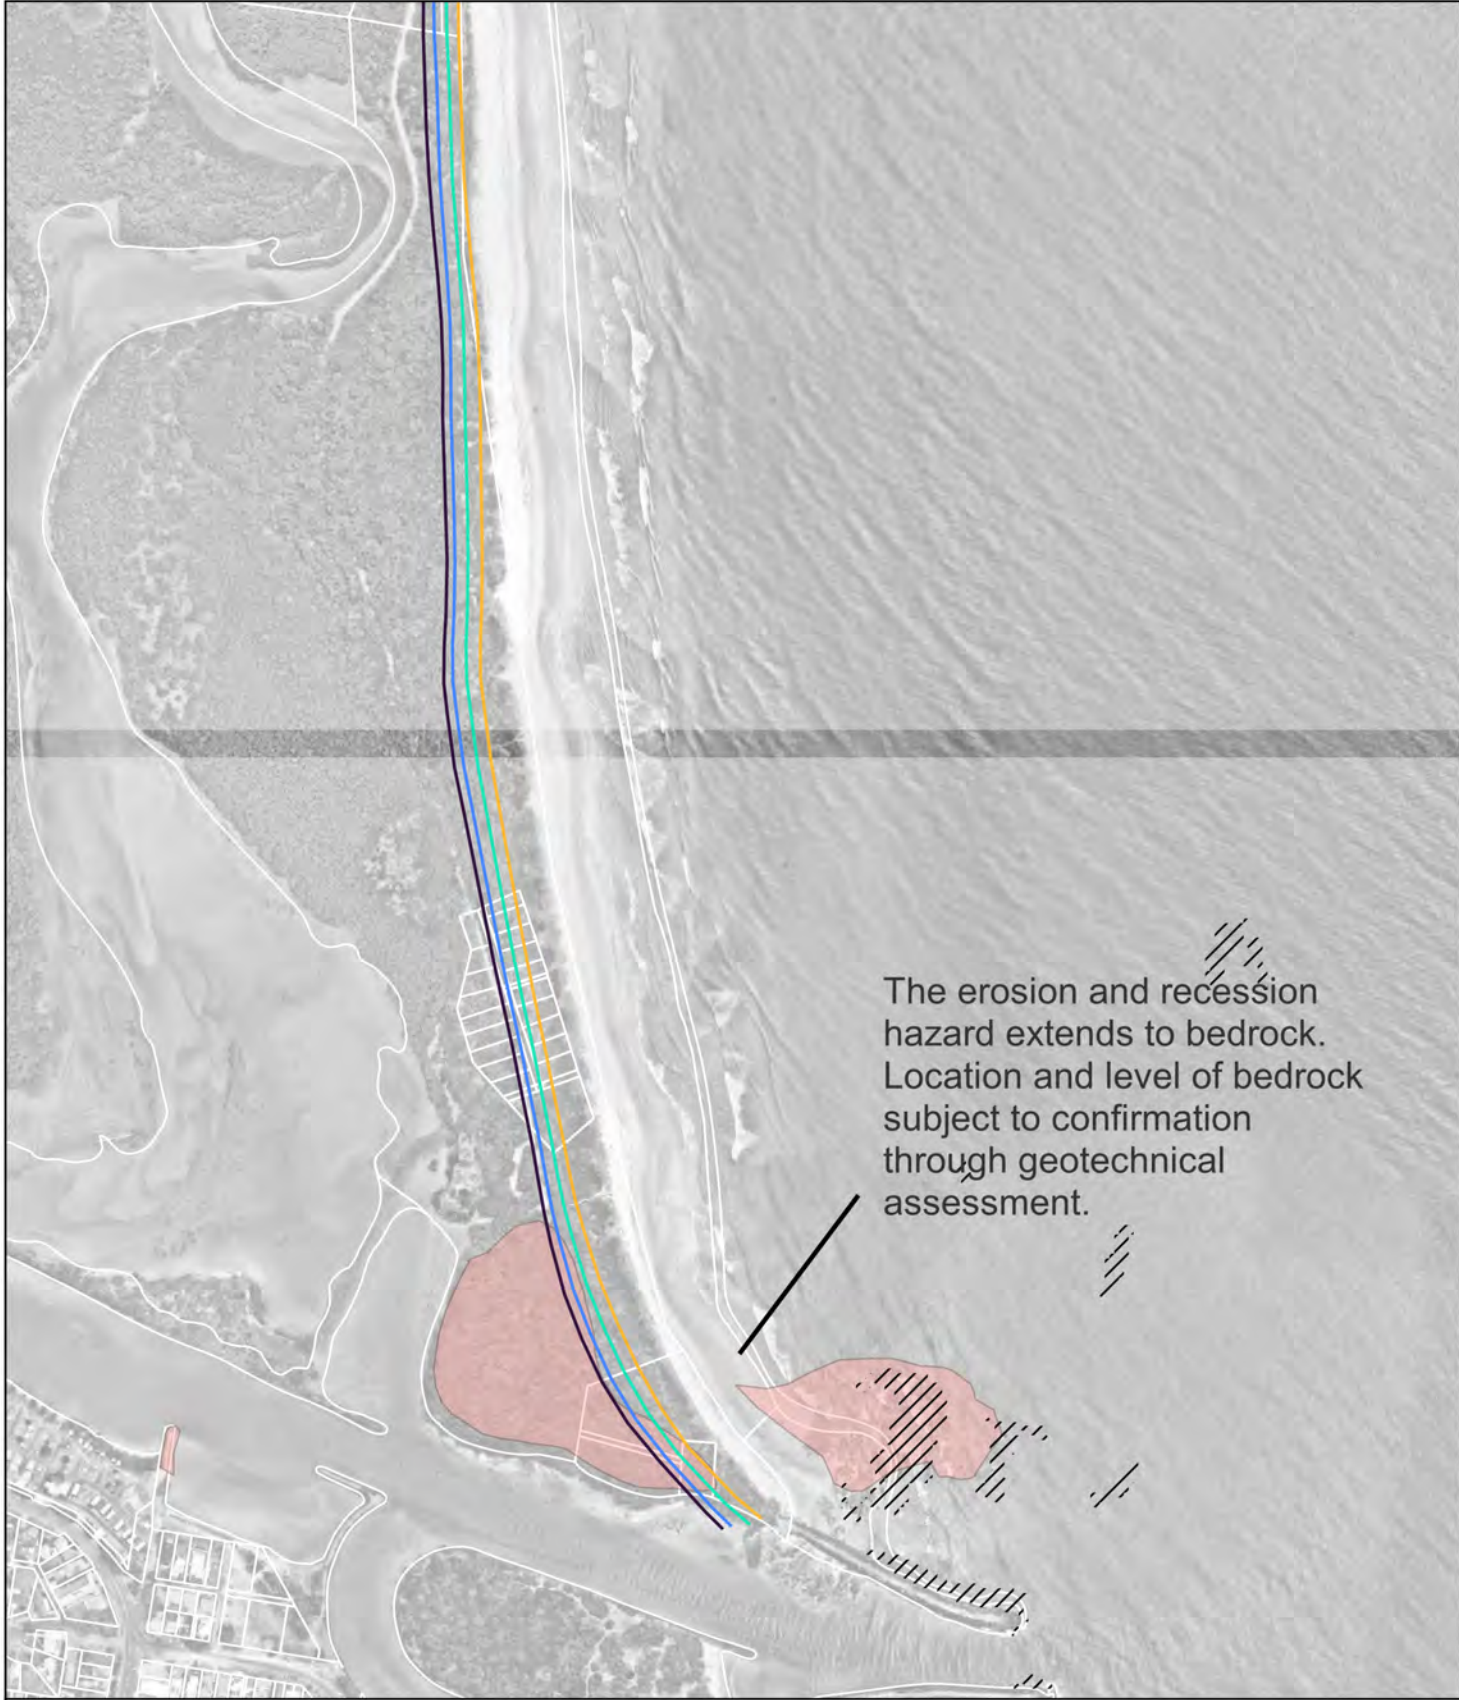 The erosion and recession
hazard extends to bedrock.
Location and level of bedrock
subject to confirmation
through geotechnical
assessment.